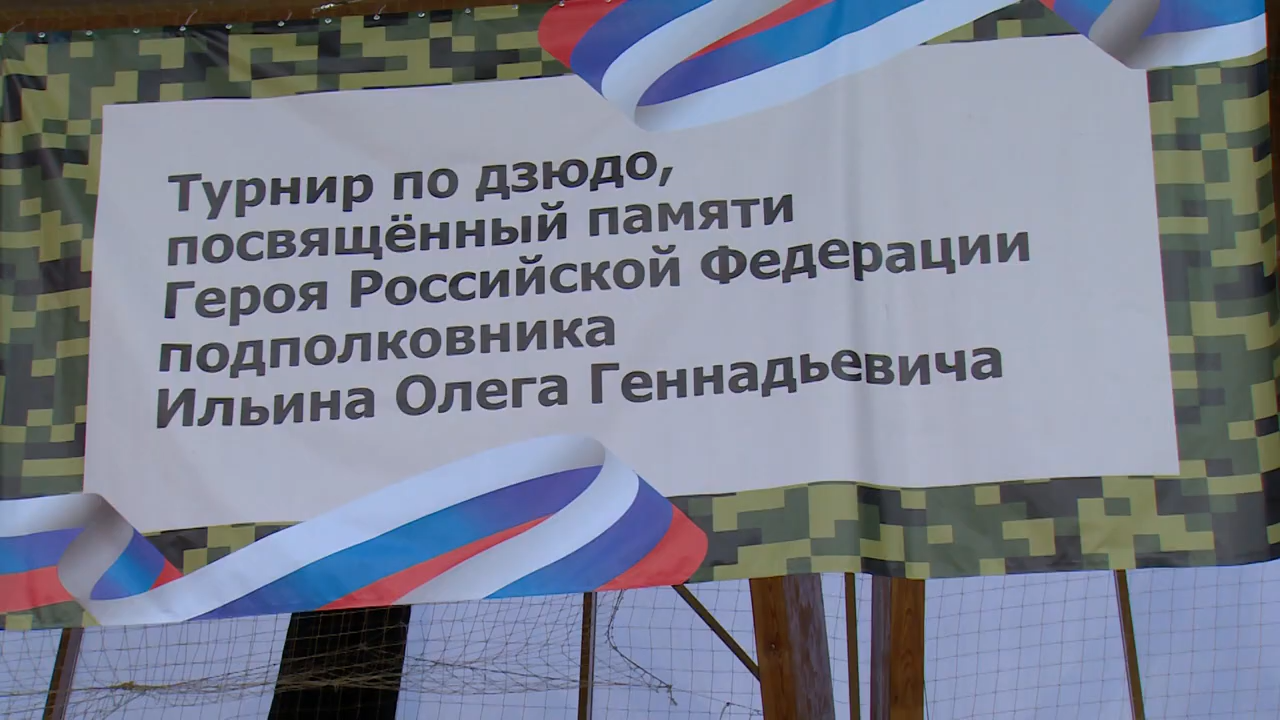 Турнир по дзюдо,
посвящённый памяти
Героя Российской Федерации
подполковника
Ильина Олега Геннадьевича